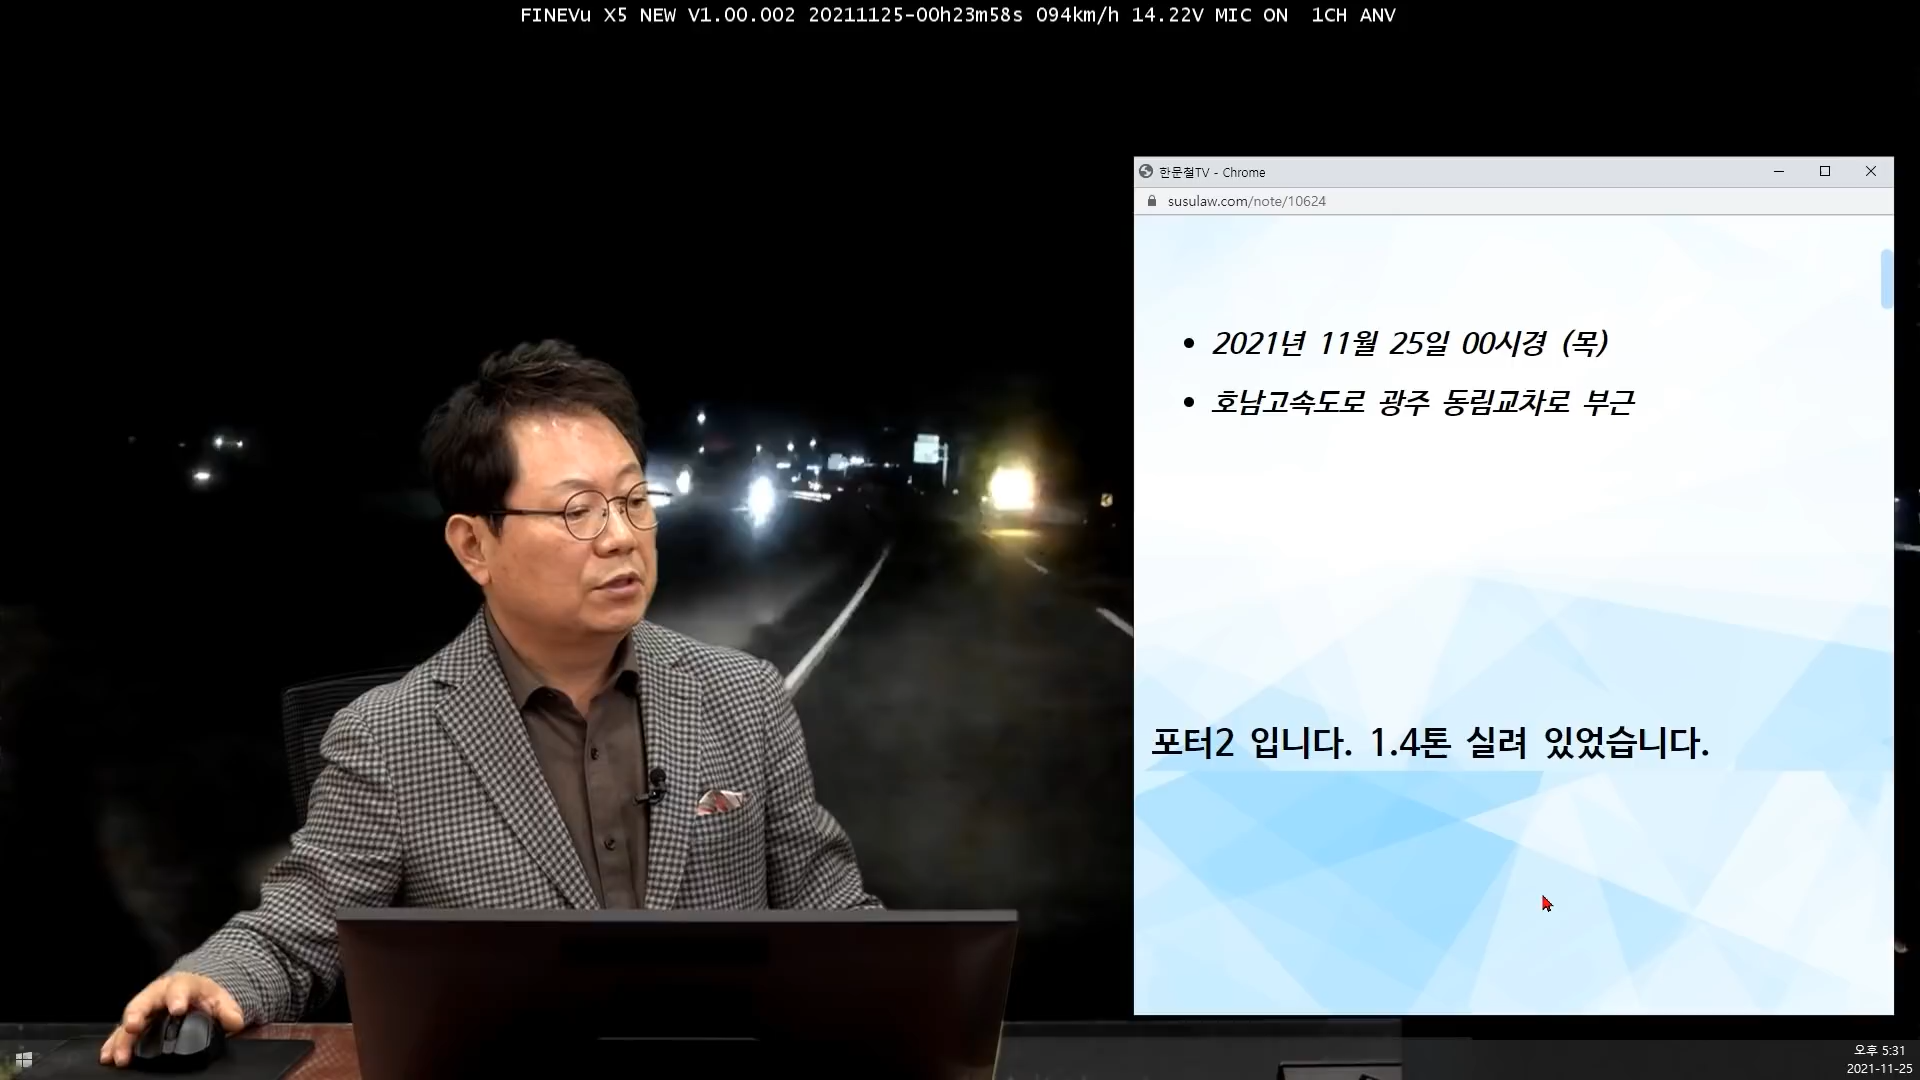 FINEVu X5 NEW V1.00.002 20211125-00h23m58s 094km/h 14.22V MIC ON 1CH ANV
한문철TV - Chrome
susulaw.com/note/10624
• 2021년 11월 25일 00시경 (목)
• 호남고속도로 광주 동림교차로 부근
포터2 입니다. 1.4톤 실려 있었습니다.
오후 5:31
2021-11-25